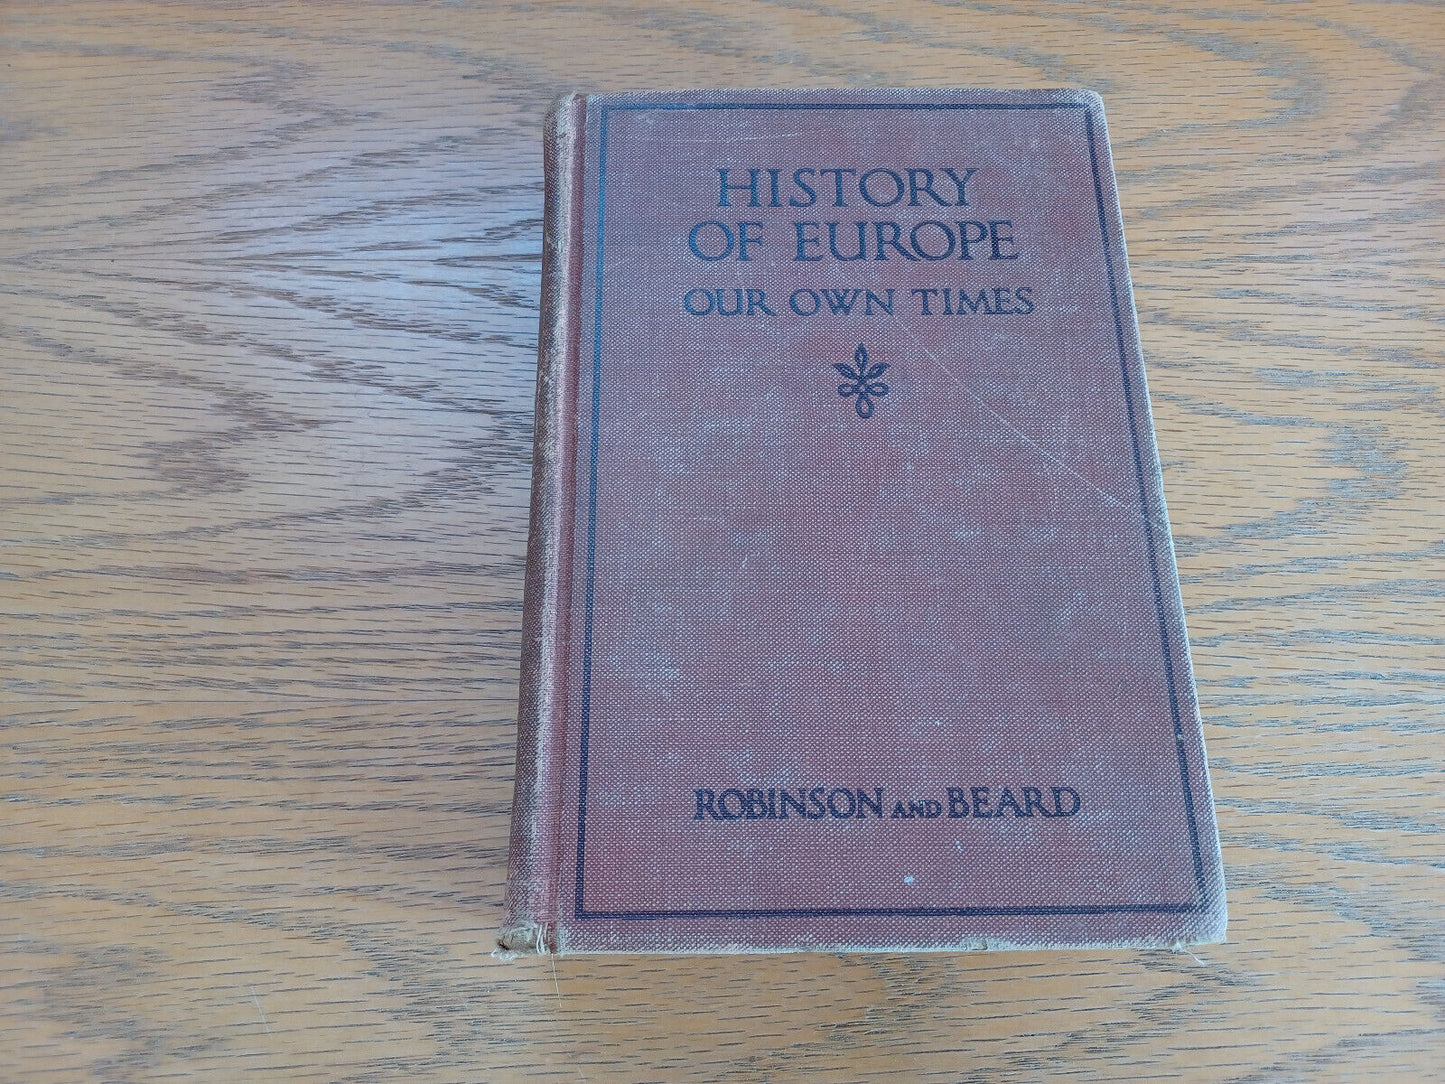 HISTORY
OF EUROPE
OUR OWN TIMES
ROBINSON AND BEARD